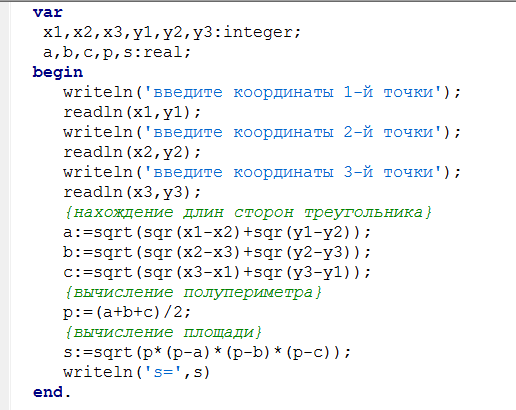 var
x1,x2,x3,y1,y2,y3:integer;
a,b,c,p,s:real;
begin
writeln('введите координаты 1-й точки');
readln(x1,y1);
writeln('введите координаты 2-й точки');
readln(x2,y2);
writeln('введите координаты 3-й точки');
readln(x3,y3);
{нахождение длин сторон треугольника}
a:=sqrt(sqr(x1-x2)+sqr(y1-y2));
b:=sqrt(sqr(x2-x3)+sqr(y2-y3));
c:=sqrt(sqr(x3-x1)+sqr(y3-y1));
{вычисление полупериметра}
p:=(a+b+c)/2;
{вычисление площади}
s:=sqrt(p*(p-a)*(p-b)*(p-c));
writeln('s=',s)
end.